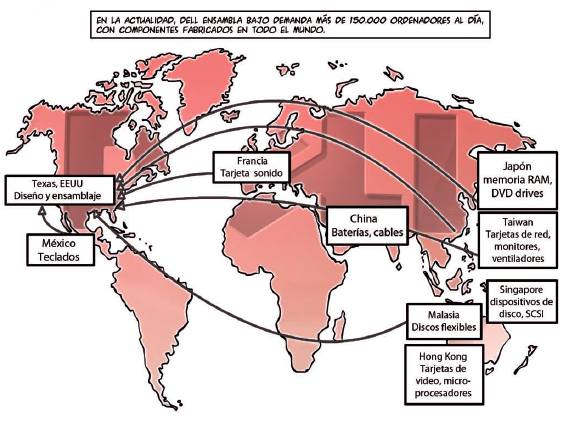 EN LA ACTUALIDAD, DELL ENSAMBLA BAJO DEMANDA MÁS DE 150.000 ORDENADORES AL DÍA,
CON COMPONENTES FABRICADOS EN TODO EL MUNDO.
Texas, EEUU
Diseño y ensamblaje
México
Teclados
Francia
Tarjeta sonido
China
Baterías, cables
Japón
memoria RAM,
DVD drives
Taiwan
Tarjetas de red,
monitores,
ventiladores
Singapore
dispositivos de
disco, SCSI
Malasia
Discos flexibles
Hong Kong
Tarjetas de
video, micro-
procesadores